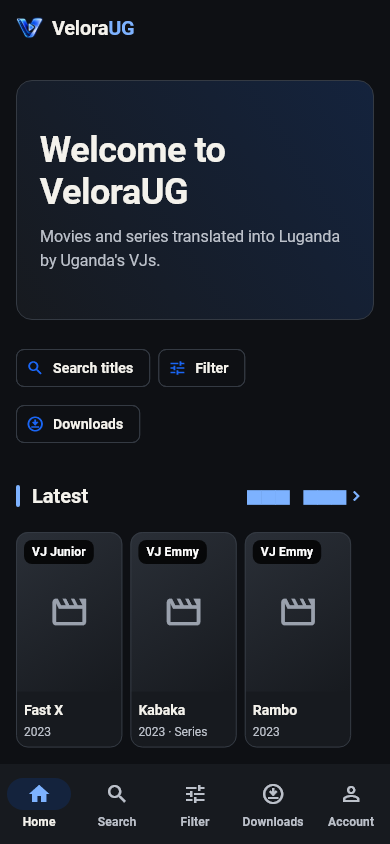 VeloraUG
Welcome to
VeloraUG
Movies and series translated into Luganda
by Uganda's VJs.
Search titles
Filter
Downloads
Latest
VJ Junior
VJ Emmy
VJ Emmy
Fast X
Kabaka
Rambo
2023
2023 · Series
2023
Home
Search
Filter
Downloads
Account